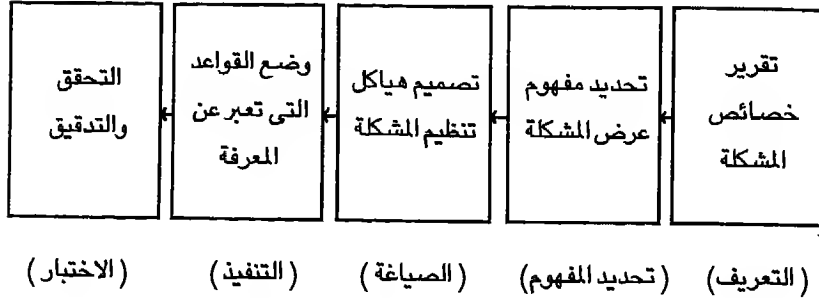 تقرير
خصائص
المشكلة
تحديد مفهوم
عرض المشكلة
تصميم هياكل
تنظيم المشكلة
وضع القواعد
التى تعبر عن
المعرفة
التحقق
والتدقيق
(التعريف)
(تحديد المفهوم)
(الصياغة)
(التنفيذ)
(الاختبار)